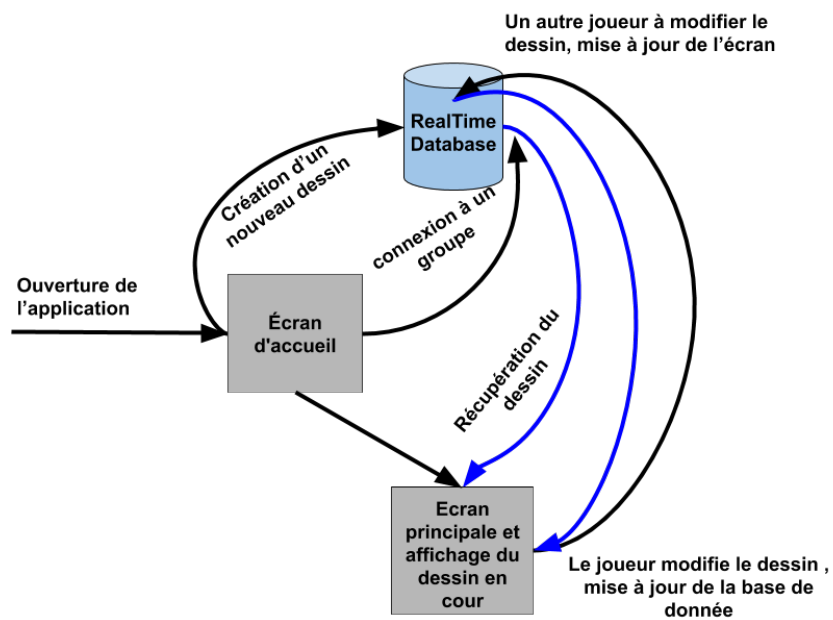 Un autre joueur à modifier le
dessin, mise à jour de l'écran
RealTime
Database
Création d'un
nouveau dessin
connexion à un
groupe
Ouverture de
l'application
Écran
d'accueil
Récupération du
dessin
Ecran
principale et
affichage du
dessin en
cour
Le joueur modifie le dessin ,
mise à jour de la base de
donnée